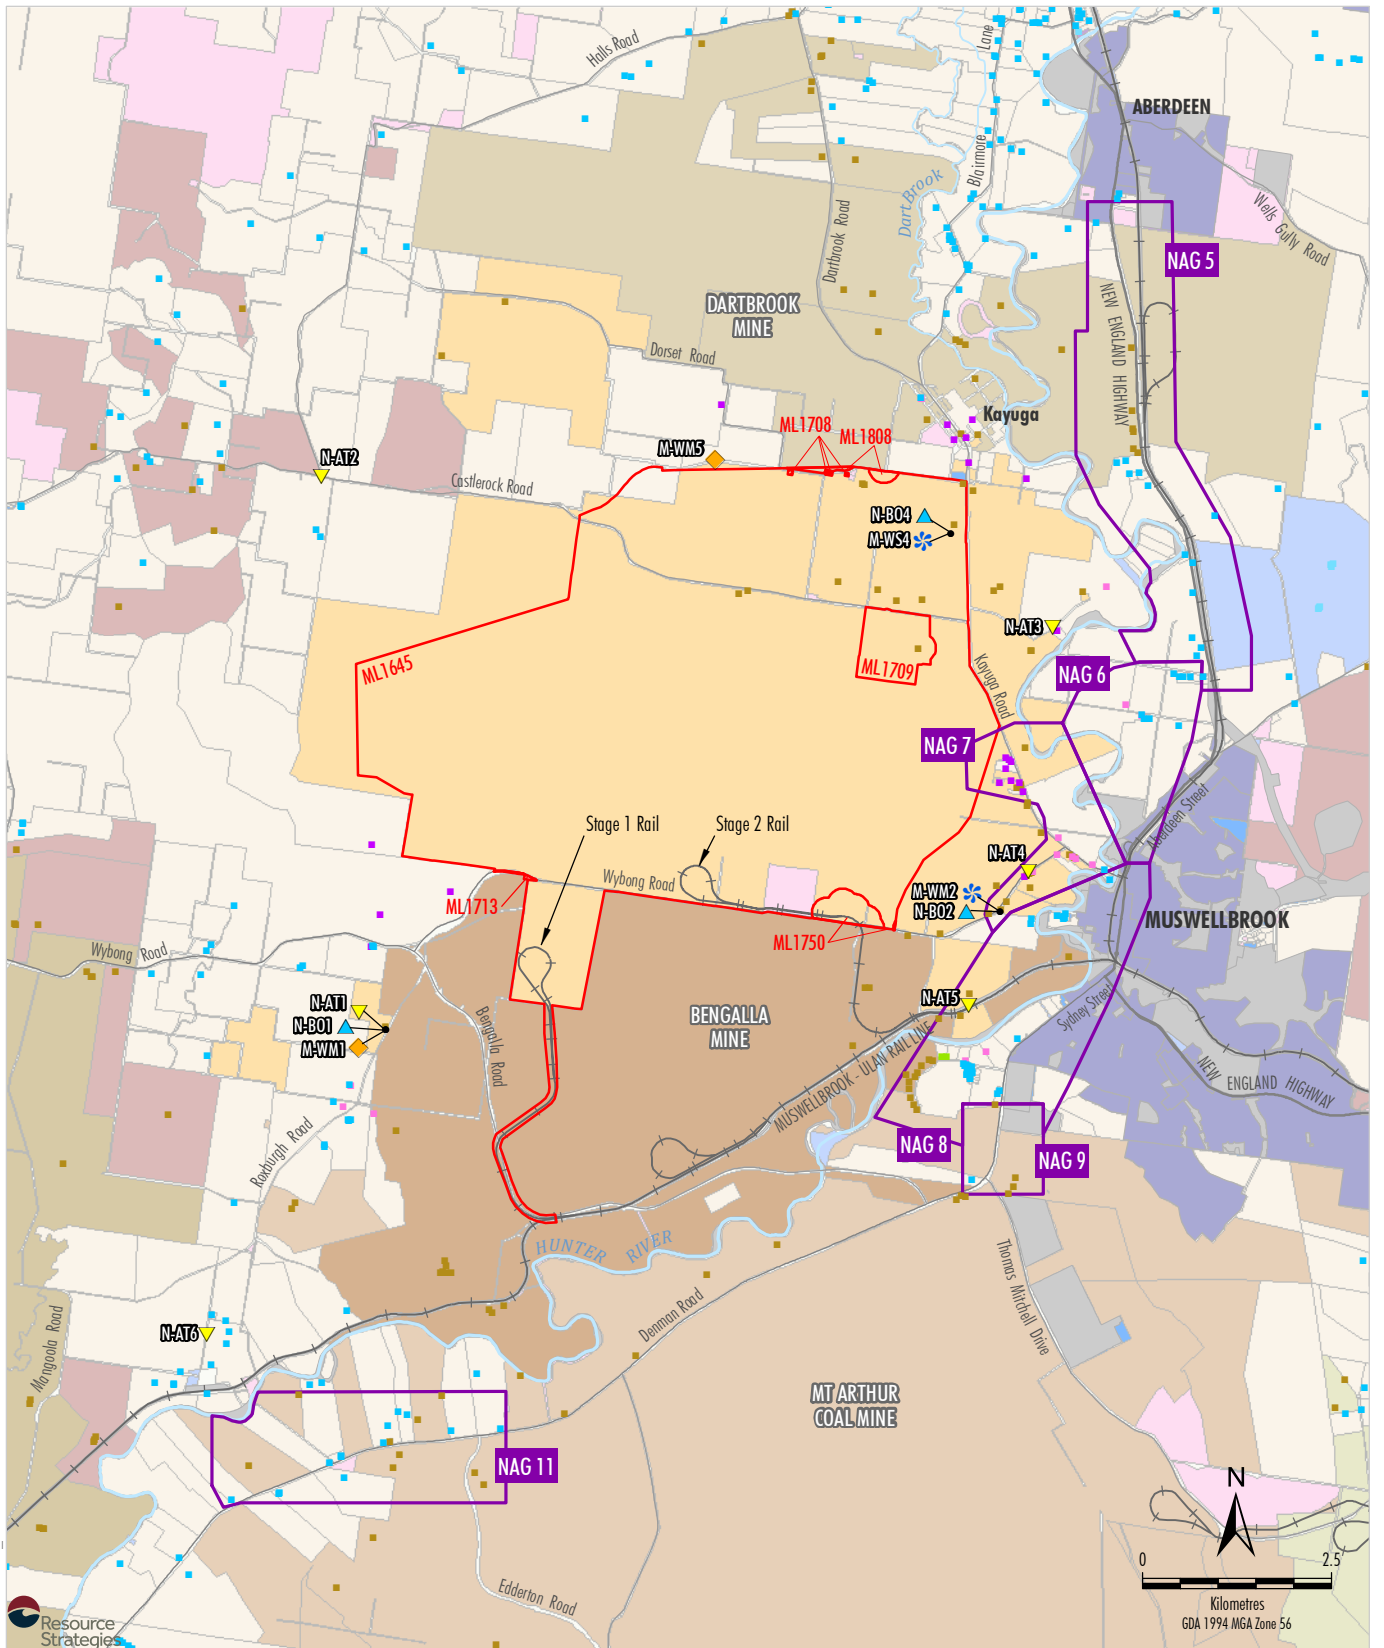 Halls Road
Lane
ABERDEEN
Blairmore
Dart Brook
Wells Gully Road
Dartbrook Road
NAG 5
DARTBROOK
MINE
NEW ENGLAND HIGHWAY
Dorset Road
Kayuga
ML1708
ML1808
M-WM5
N-AT2
Castlerock Road
N-BO4
M-WS4
N-AT3
ML1645
ML1709
Kayuga Road
NAG 6
NAG 7
Stage 1 Rail
Stage 2 Rail
Aberdeen Street
N-AT4
Wybong Road
M-WM2
N-BO2
ML1713
MUSWELLBROOK
ML1750
Wybong Road
N-AT1
N-BO1
M-WM1
N-AT5
BENGALLA
MINE
Sydney Street
Bengalla Road
MUSWELLBROOK - ULAN RAIL LINE
NEW ENGLAND HIGHWAY
Roxburgh Road
NAG 8
NAG 9
HUNTER RIVER
Thomas Mitchell Drive
Denman Road
N-AT6
Mangoola Road
MT ARTHUR
COAL MINE
NAG 11
N
0 2.5
Kilometres
GDA 1994 MGA Zone 56
Edderton Road
Resource
Strategies